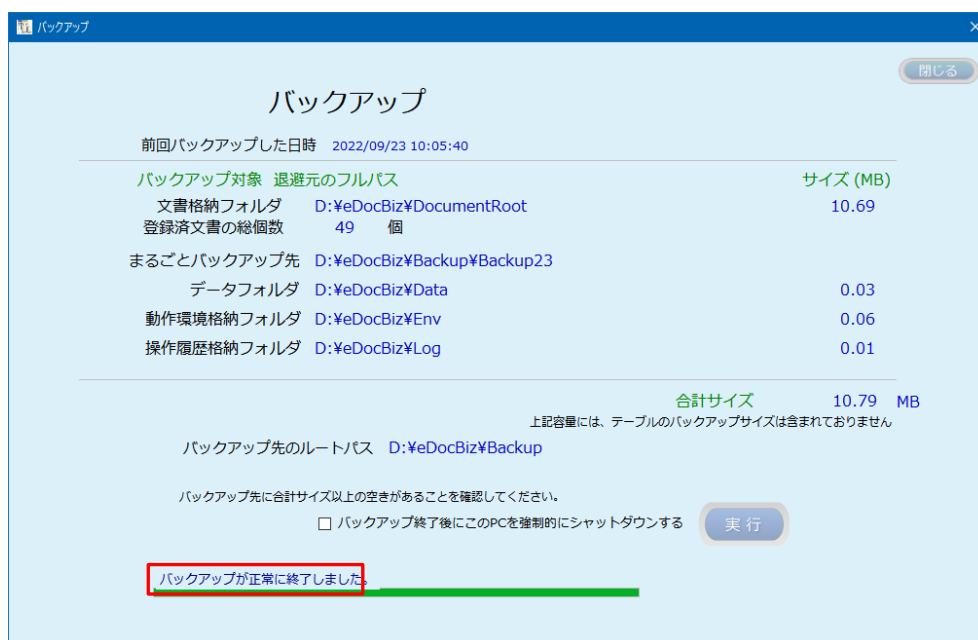 バックアップ
閉じる
バックアップ
前回バックアップした日時 2022/09/23 10:05:40
バックアップ対象 退避元のフルパス サイズ (MB)
文書格納フォルダ D:¥eDocBiz¥DocumentRoot 10.69
登録済文書の総個数 49 個
まるごとバックアップ先 D:¥eDocBiz¥Backup¥Backup23
データフォルダ D:¥eDocBiz¥Data 0.03
動作環境格納フォルダ D:¥eDocBiz¥Env 0.06
操作履歴格納フォルダ D:¥eDocBiz¥Log 0.01
合計サイズ 10.79 MB
上記容量には、テーブルのバックアップサイズは含まれておりません
バックアップ先のルートパス D:¥eDocBiz¥Backup
バックアップ先に合計サイズ以上の空きがあることを確認してください。
バックアップ終了後にこのPCを強制的にシャットダウンする 実 行
バックアップが正常に終了しました。